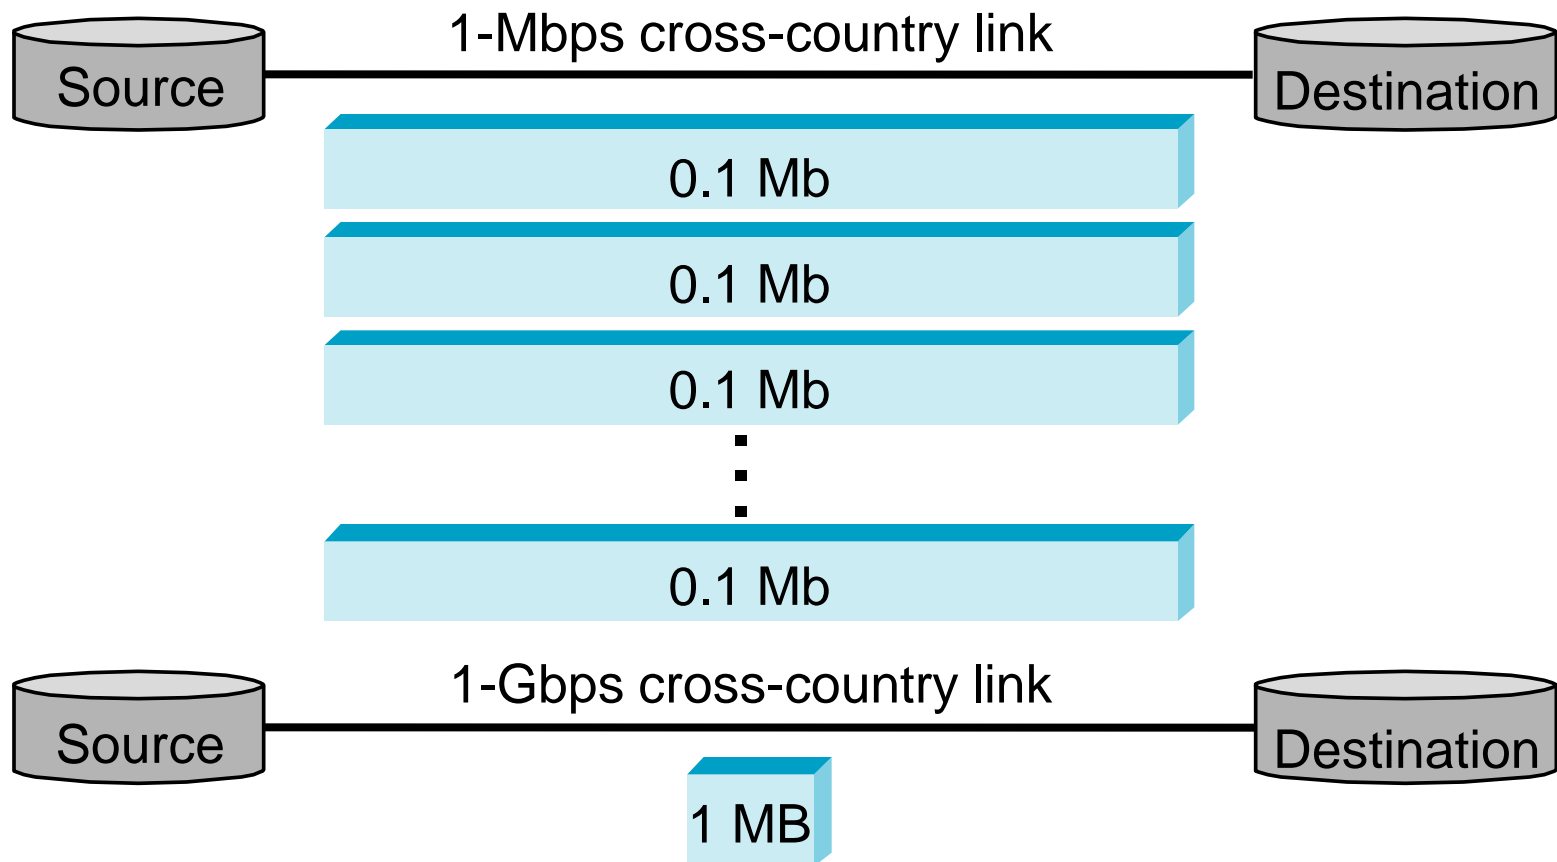 1-Mbps cross-country link
Source
Destination
0.1 Mb
0.1 Mb
0.1 Mb
0.1 Mb
1-Gbps cross-country link
Source
Destination
1 MB